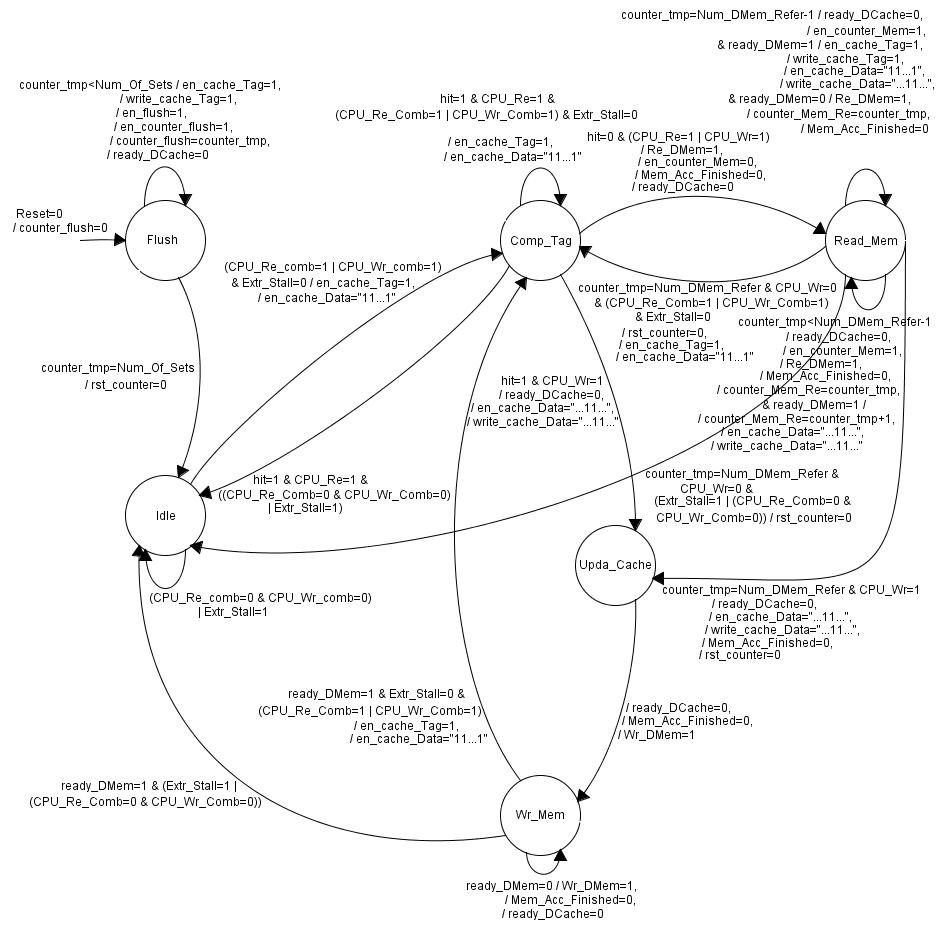 counter_tmp=Num_DMem_Refer-1 / ready_DCache=0,
/ en_counter_Mem=1,
& ready_DMem=1 / en_cache_Tag=1,
/ write_cache_Tag=1,
/ en_cache_Data="11...1",
/ write_cache_Data="...11...",
& ready_DMem=0 / Re_DMem=1,
/ counter_Mem_Re=counter_tmp,
/ Mem_Acc_Finished=0
counter_tmp<Num_Of_Sets / en_cache_Tag=1,
/ write_cache_Tag=1,
/ en_flush=1,
/ en_counter_flush=1,
/ counter_flush=counter_tmp,
/ ready_DCache=0
hit=1 & CPU_Re=1 &
(CPU_Re_Comb=1 | CPU_Wr_Comb=1) & Extr_Stall=0
/ en_cache_Tag=1,
/ en_cache_Data="11...1"
hit=0 & (CPU_Re=1 | CPU_Wr=1)
/ Re_DMem=1,
/ en_counter_Mem=0,
/ Mem_Acc_Finished=0,
/ ready_DCache=0
Reset=0
/ counter_flush=0
Flush
Comp_Tag
Read_Mem
(CPU_Re_comb=1 | CPU_Wr_comb=1)
& Extr_Stall=0 / en_cache_Tag=1,
/ en_cache_Data="11...1"
counter_tmp=Num_DMem_Refer & CPU_Wr=0
& (CPU_Re_Comb=1 | CPU_Wr_Comb=1)
& Extr_Stall=0
/ rst_counter=0,
/ en_cache_Tag=1,
/ en_cache_Data="11...1"
counter_tmp<Num_DMem_Refer-1
/ ready_DCache=0,
/ en_counter_Mem=1,
/ Re_DMem=1,
/ Mem_Acc_Finished=0,
/ counter_Mem_Re=counter_tmp,
& ready_DMem=1 /
/ counter_Mem_Re=counter_tmp+1,
/ en_cache_Data="...11...",
/ write_cache_Data="...11..."
counter_tmp=Num_Of_Sets
/ rst_counter=0
hit=1 & CPU_Wr=1
/ ready_DCache=0,
/ en_cache_Data="...11...",
/ write_cache_Data="...11..."
hit=1 & CPU_Re=1 &
((CPU_Re_Comb=0 & CPU_Wr_Comb=0)
| Extr_Stall=1)
counter_tmp=Num_DMem_Refer &
CPU_Wr=0 &
(Extr_Stall=1 | (CPU_Re_Comb=0 &
CPU_Wr_Comb=0)) / rst_counter=0
Idle
Upda_Cache
(CPU_Re_comb=0 & CPU_Wr_comb=0)
| Extr_Stall=1
counter_tmp=Num_DMem_Refer & CPU_Wr=1
/ ready_DCache=0,
/ en_cache_Data="...11...",
/ write_cache_Data="...11...",
/ Mem_Acc_Finished=0,
/ rst_counter=0
ready_DMem=1 & Extr_Stall=0 &
(CPU_Re_Comb=1 | CPU_Wr_Comb=1)
/ en_cache_Tag=1,
/ en_cache_Data="11...1"
/ ready_DCache=0,
/ Mem_Acc_Finished=0,
/ Wr_DMem=1
ready_DMem=1 & (Extr_Stall=1 |
(CPU_Re_Comb=0 & CPU_Wr_Comb=0))
Wr_Mem
ready_DMem=0 / Wr_DMem=1,
/ Mem_Acc_Finished=0,
/ ready_DCache=0